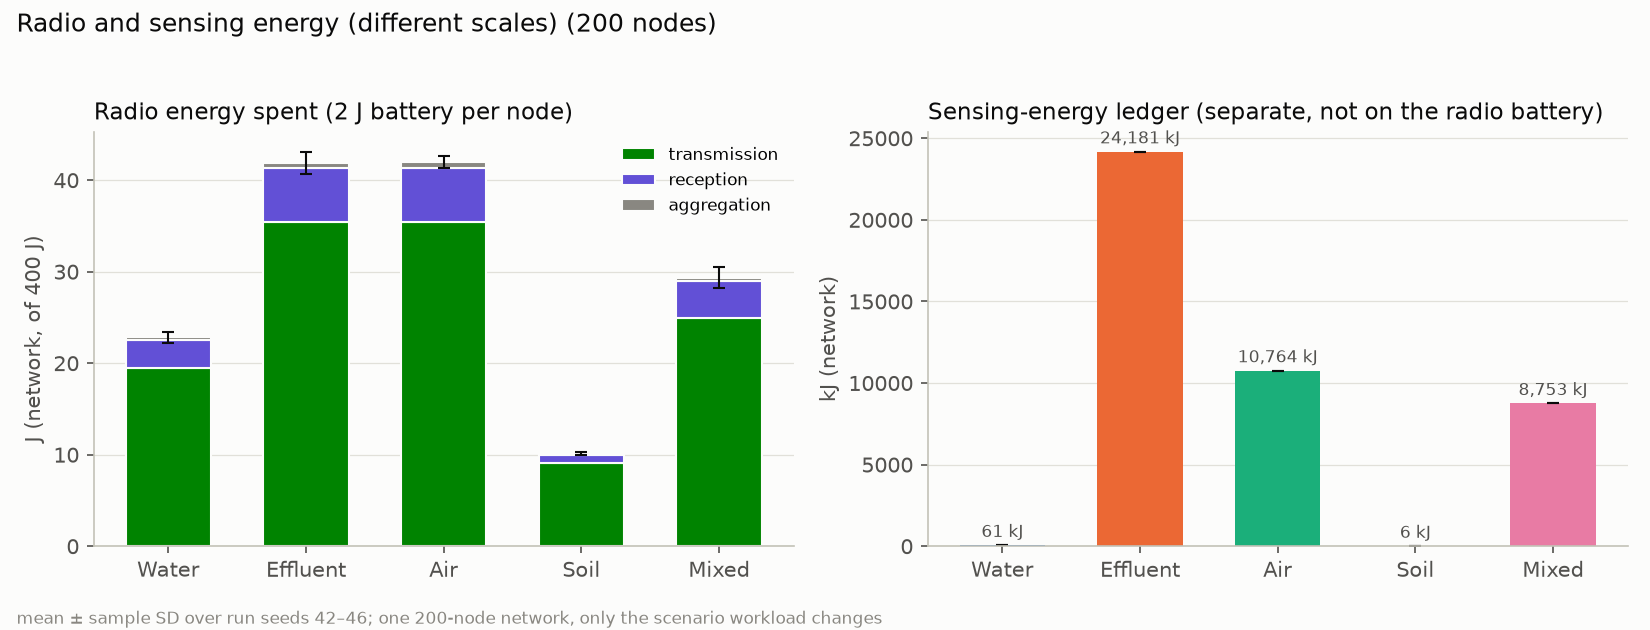 Radio and sensing energy (different scales) (200 nodes)
Radio energy spent (2 J battery per node)
J (network, of 400 J)
40
30
20
10
0
transmission
reception
aggregation
Water
Effluent
Air
Soil
Mixed
Sensing-energy ledger (separate, not on the radio battery)
kJ (network)
25000
20000
15000
10000
5000
0
61 kJ
24,181 kJ
10,764 kJ
6 kJ
8,753 kJ
Water
Effluent
Air
Soil
Mixed
mean ± sample SD over run seeds 42–46; one 200-node network, only the scenario workload changes